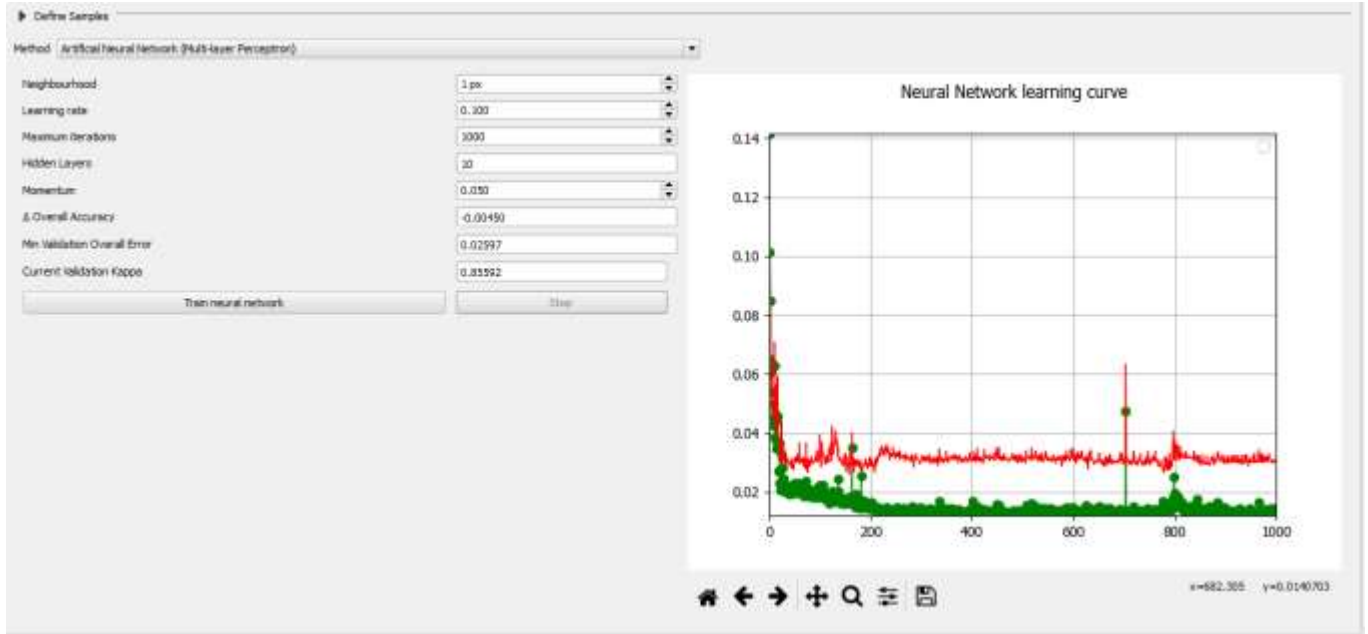 Define Samples
Method Artifical Neural Network (Multi-layer Perceptron)
Neighbourhood 1 px
Learning rate 0.100
Maximum iterations 1000
Hidden Layers 10
Momentum 0.050
Δ Overall Accuracy -0.00450
Min Validation Overall Error 0.02597
Current Validation Kappa 0.85592
Train neural network Stop
Neural Network learning curve
0.14
0.12
0.10
0.08
0.06
0.04
0.02
0 200 400 600 800 1000
x=682.385 y=0.0140703